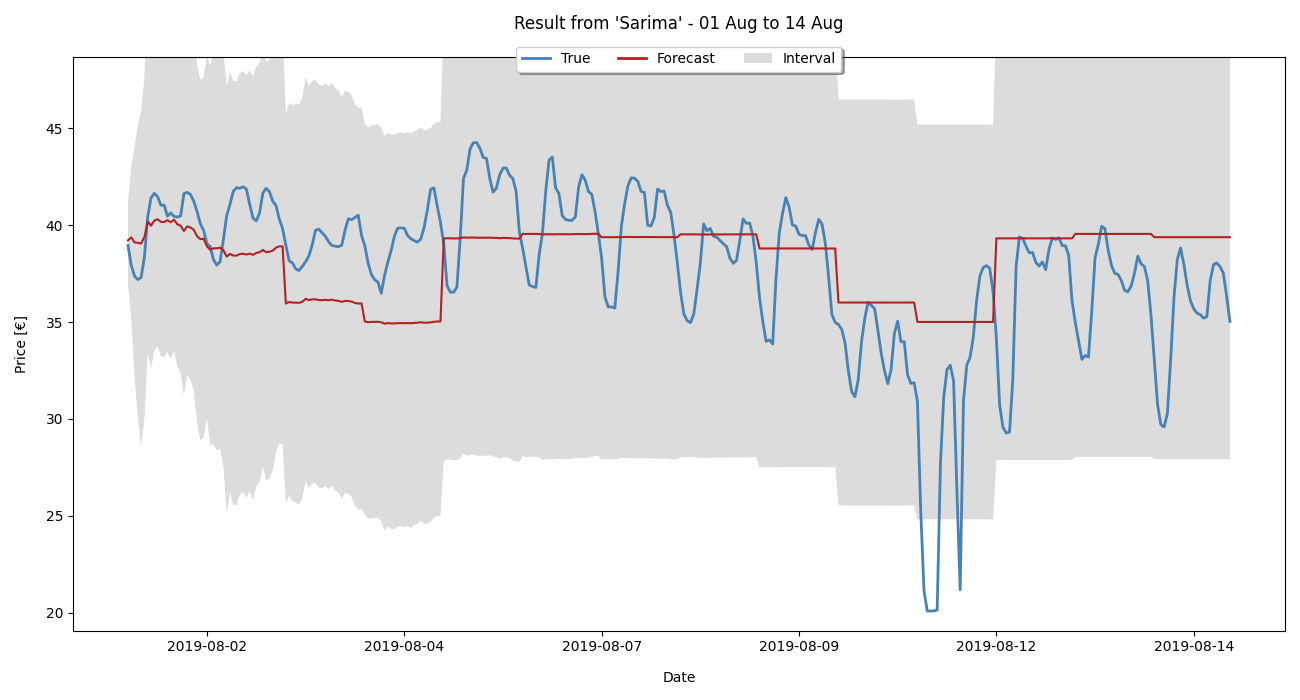 Result from 'Sarima' - 01 Aug to 14 Aug
True Forecast Interval
45
40
35
30
25
20
Price [€]
2019-08-02 2019-08-04 2019-08-07 2019-08-09 2019-08-12 2019-08-14
Date